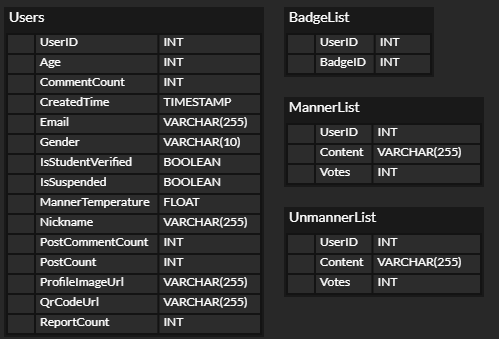 Users
UserID INT
Age INT
CommentCount INT
CreatedTime TIMESTAMP
Email VARCHAR(255)
Gender VARCHAR(10)
IsStudentVerified BOOLEAN
IsSuspended BOOLEAN
MannerTemperature FLOAT
Nickname VARCHAR(255)
PostCommentCount INT
PostCount INT
ProfileImageUrl VARCHAR(255)
QrCodeUrl VARCHAR(255)
ReportCount INT
BadgeList
UserID INT
BadgeID INT
MannerList
UserID INT
Content VARCHAR(255)
Votes INT
UnmannerList
UserID INT
Content VARCHAR(255)
Votes INT